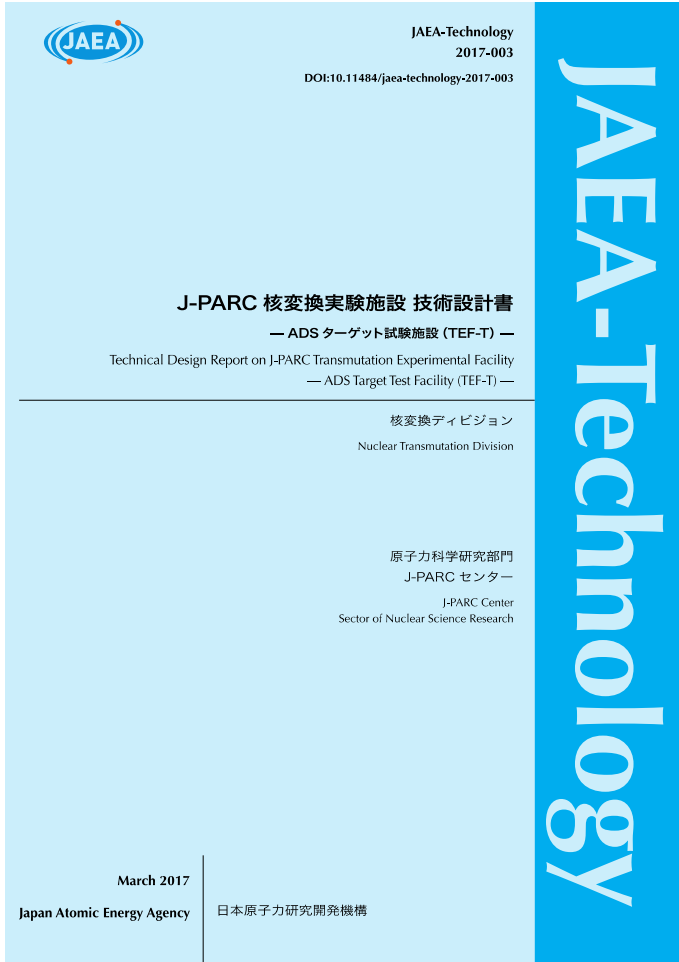 JAEA
JAEA-Technology
2017-003
DOI:10.11484/jaea-technology-2017-003
JAEA-Technology
J-PARC 核変換実験施設 技術設計書
― ADS ターゲット試験施設（TEF-T）―
Technical Design Report on J-PARC Transmutation Experimental Facility
― ADS Target Test Facility (TEF-T) ―
核変換ディビジョン
Nuclear Transmutation Division
原子力科学研究部門
J-PARC センター
J-PARC Center
Sector of Nuclear Science Research
March 2017
Japan Atomic Energy Agency
日本原子力研究開発機構